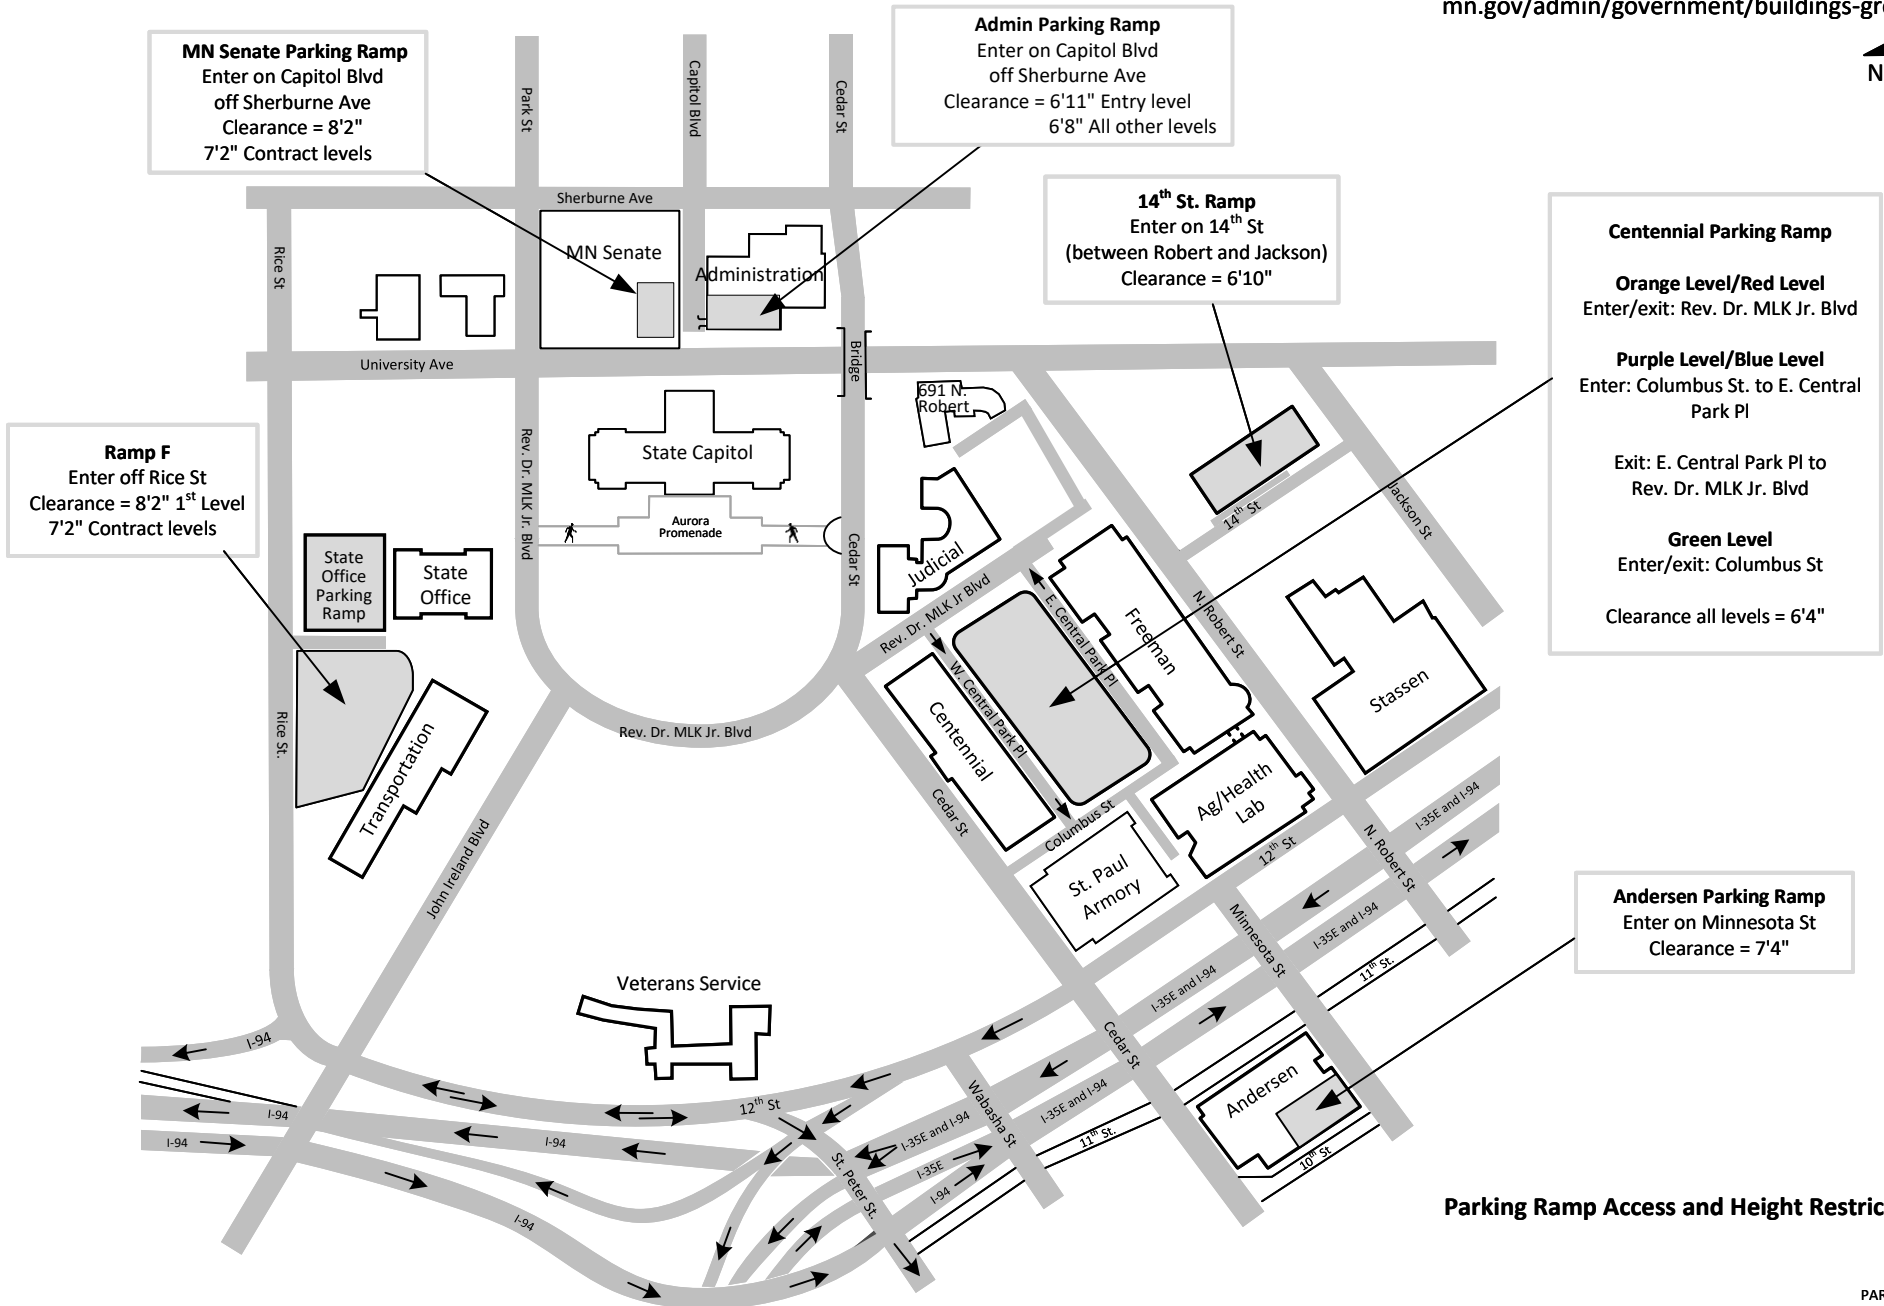 mn.gov/admin/government/buildings-gr
N
MN Senate Parking Ramp
Enter on Capitol Blvd
off Sherburne Ave
Clearance = 8'2"
7'2" Contract levels
Admin Parking Ramp
Enter on Capitol Blvd
off Sherburne Ave
Clearance = 6'11" Entry level
6'8" All other levels
14th St. Ramp
Enter on 14th St
(between Robert and Jackson)
Clearance = 6'10"
Centennial Parking Ramp
Orange Level/Red Level
Enter/exit: Rev. Dr. MLK Jr. Blvd
Purple Level/Blue Level
Enter: Columbus St. to E. Central
Park Pl
Exit: E. Central Park Pl to
Rev. Dr. MLK Jr. Blvd
Green Level
Enter/exit: Columbus St
Clearance all levels = 6'4"
Ramp F
Enter off Rice St
Clearance = 8'2" 1st Level
7'2" Contract levels
Andersen Parking Ramp
Enter on Minnesota St
Clearance = 7'4"
Park St
Capitol Blvd
Cedar St
Sherburne Ave
Rice St.
MN Senate
Administration
University Ave
Bridge
691 N.
Robert
State Capitol
Rev. Dr. MLK Jr. Blvd
Aurora
Promenade
Cedar St
Judicial
14th St
Jackson St
State
Office
Parking
Ramp
State
Office
Rev. Dr. MLK Jr Blvd
E. Central Park Pl
Freeman
N. Robert St
Stassen
W. Central Park Pl
Centennial
Rice St.
Rev. Dr. MLK Jr. Blvd
Transportation
John Ireland Blvd
Cedar St
Columbus St
Ag/Health
Lab
12th St
St. Paul
Armory
N. Robert St
I-35E and I-94
I-35E and I-94
Minnesota St
11th St.
I-35E and I-94
Veterans Service
Cedar St
I-94
12th St
I-94
I-94
I-94
Wabasha St
I-35E and I-94
I-35E and I-94
11th St.
I-35E
I-94
St. Peter St.
I-94
Andersen
10th St
Parking Ramp Access and Height Restric
PAR